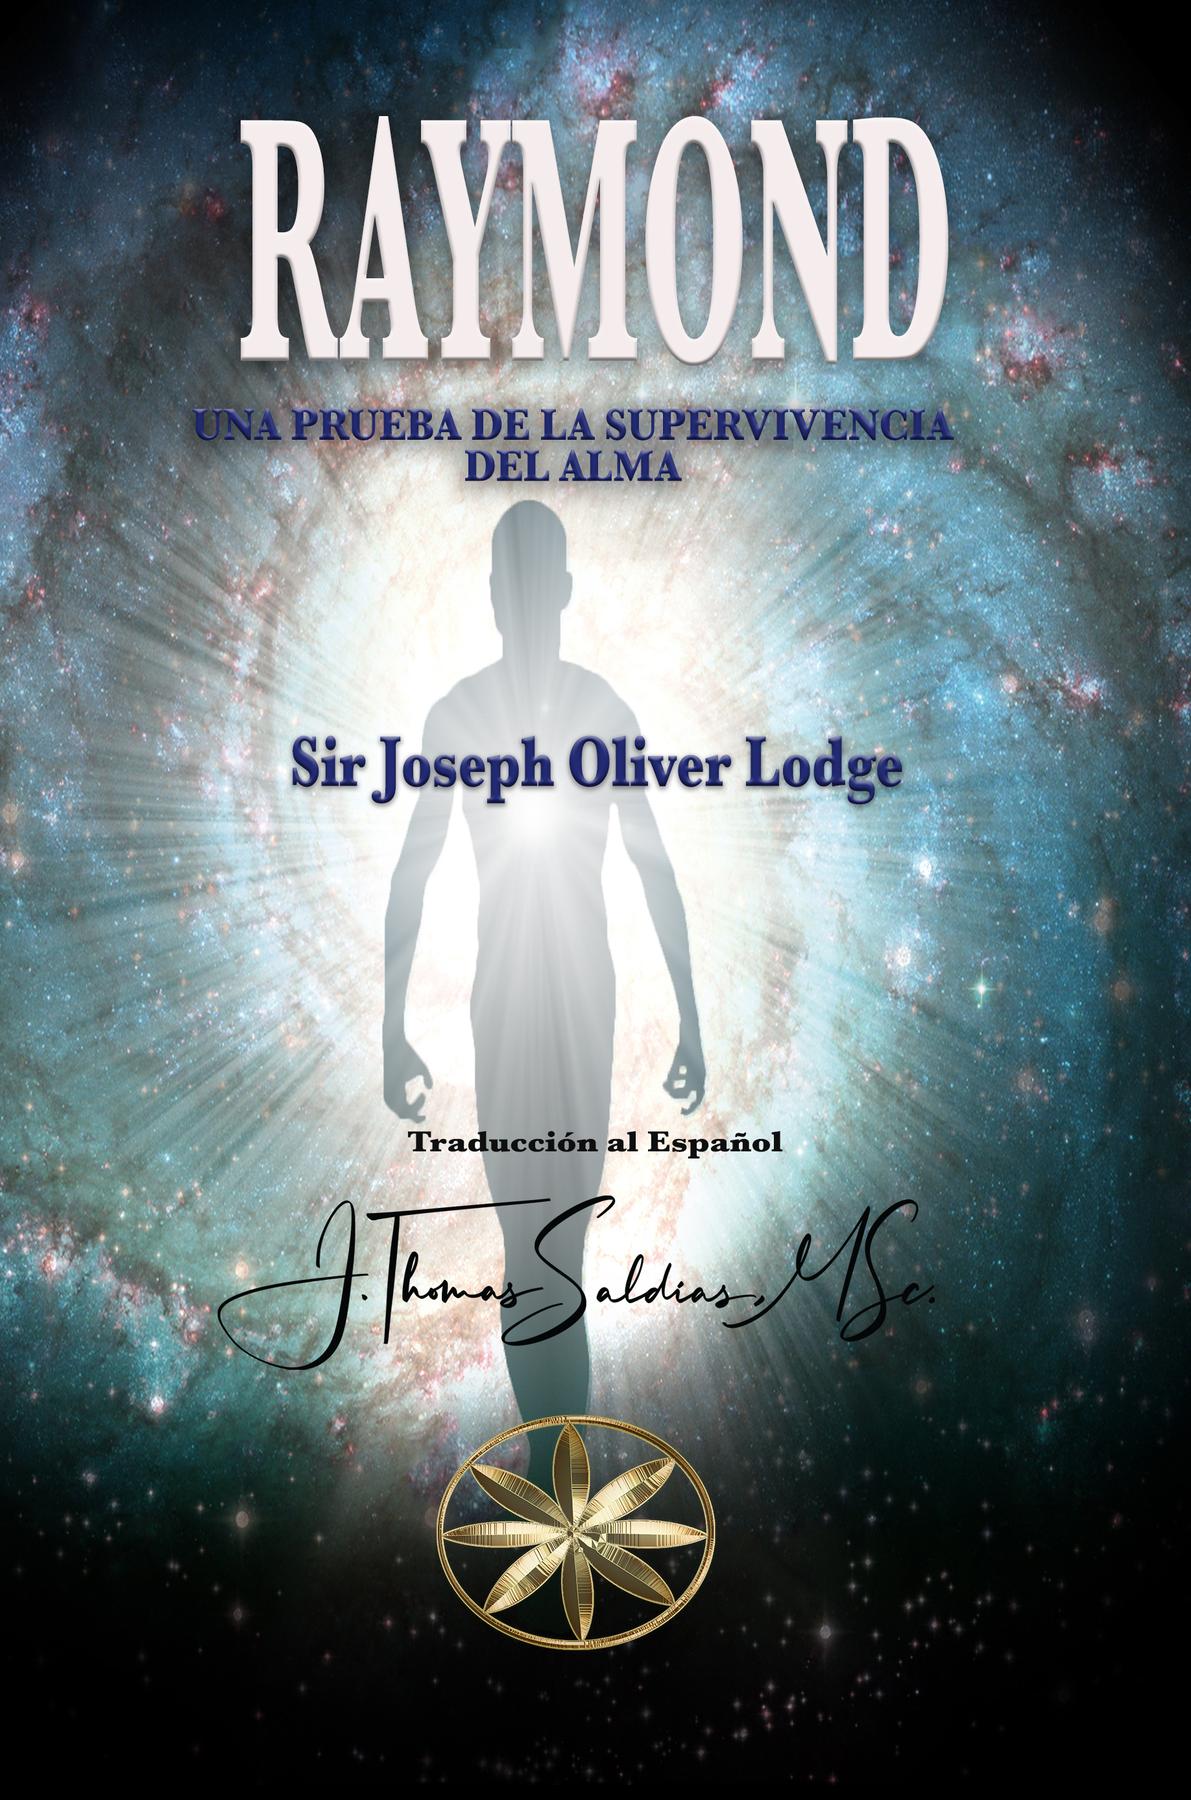 RAYMOND
UNA PRUEBA DE LA SUPERVIVENCIA
DEL ALMA
Sir Joseph Oliver Lodge
Traducción al Español
J. Thomas Saldias, MSc.